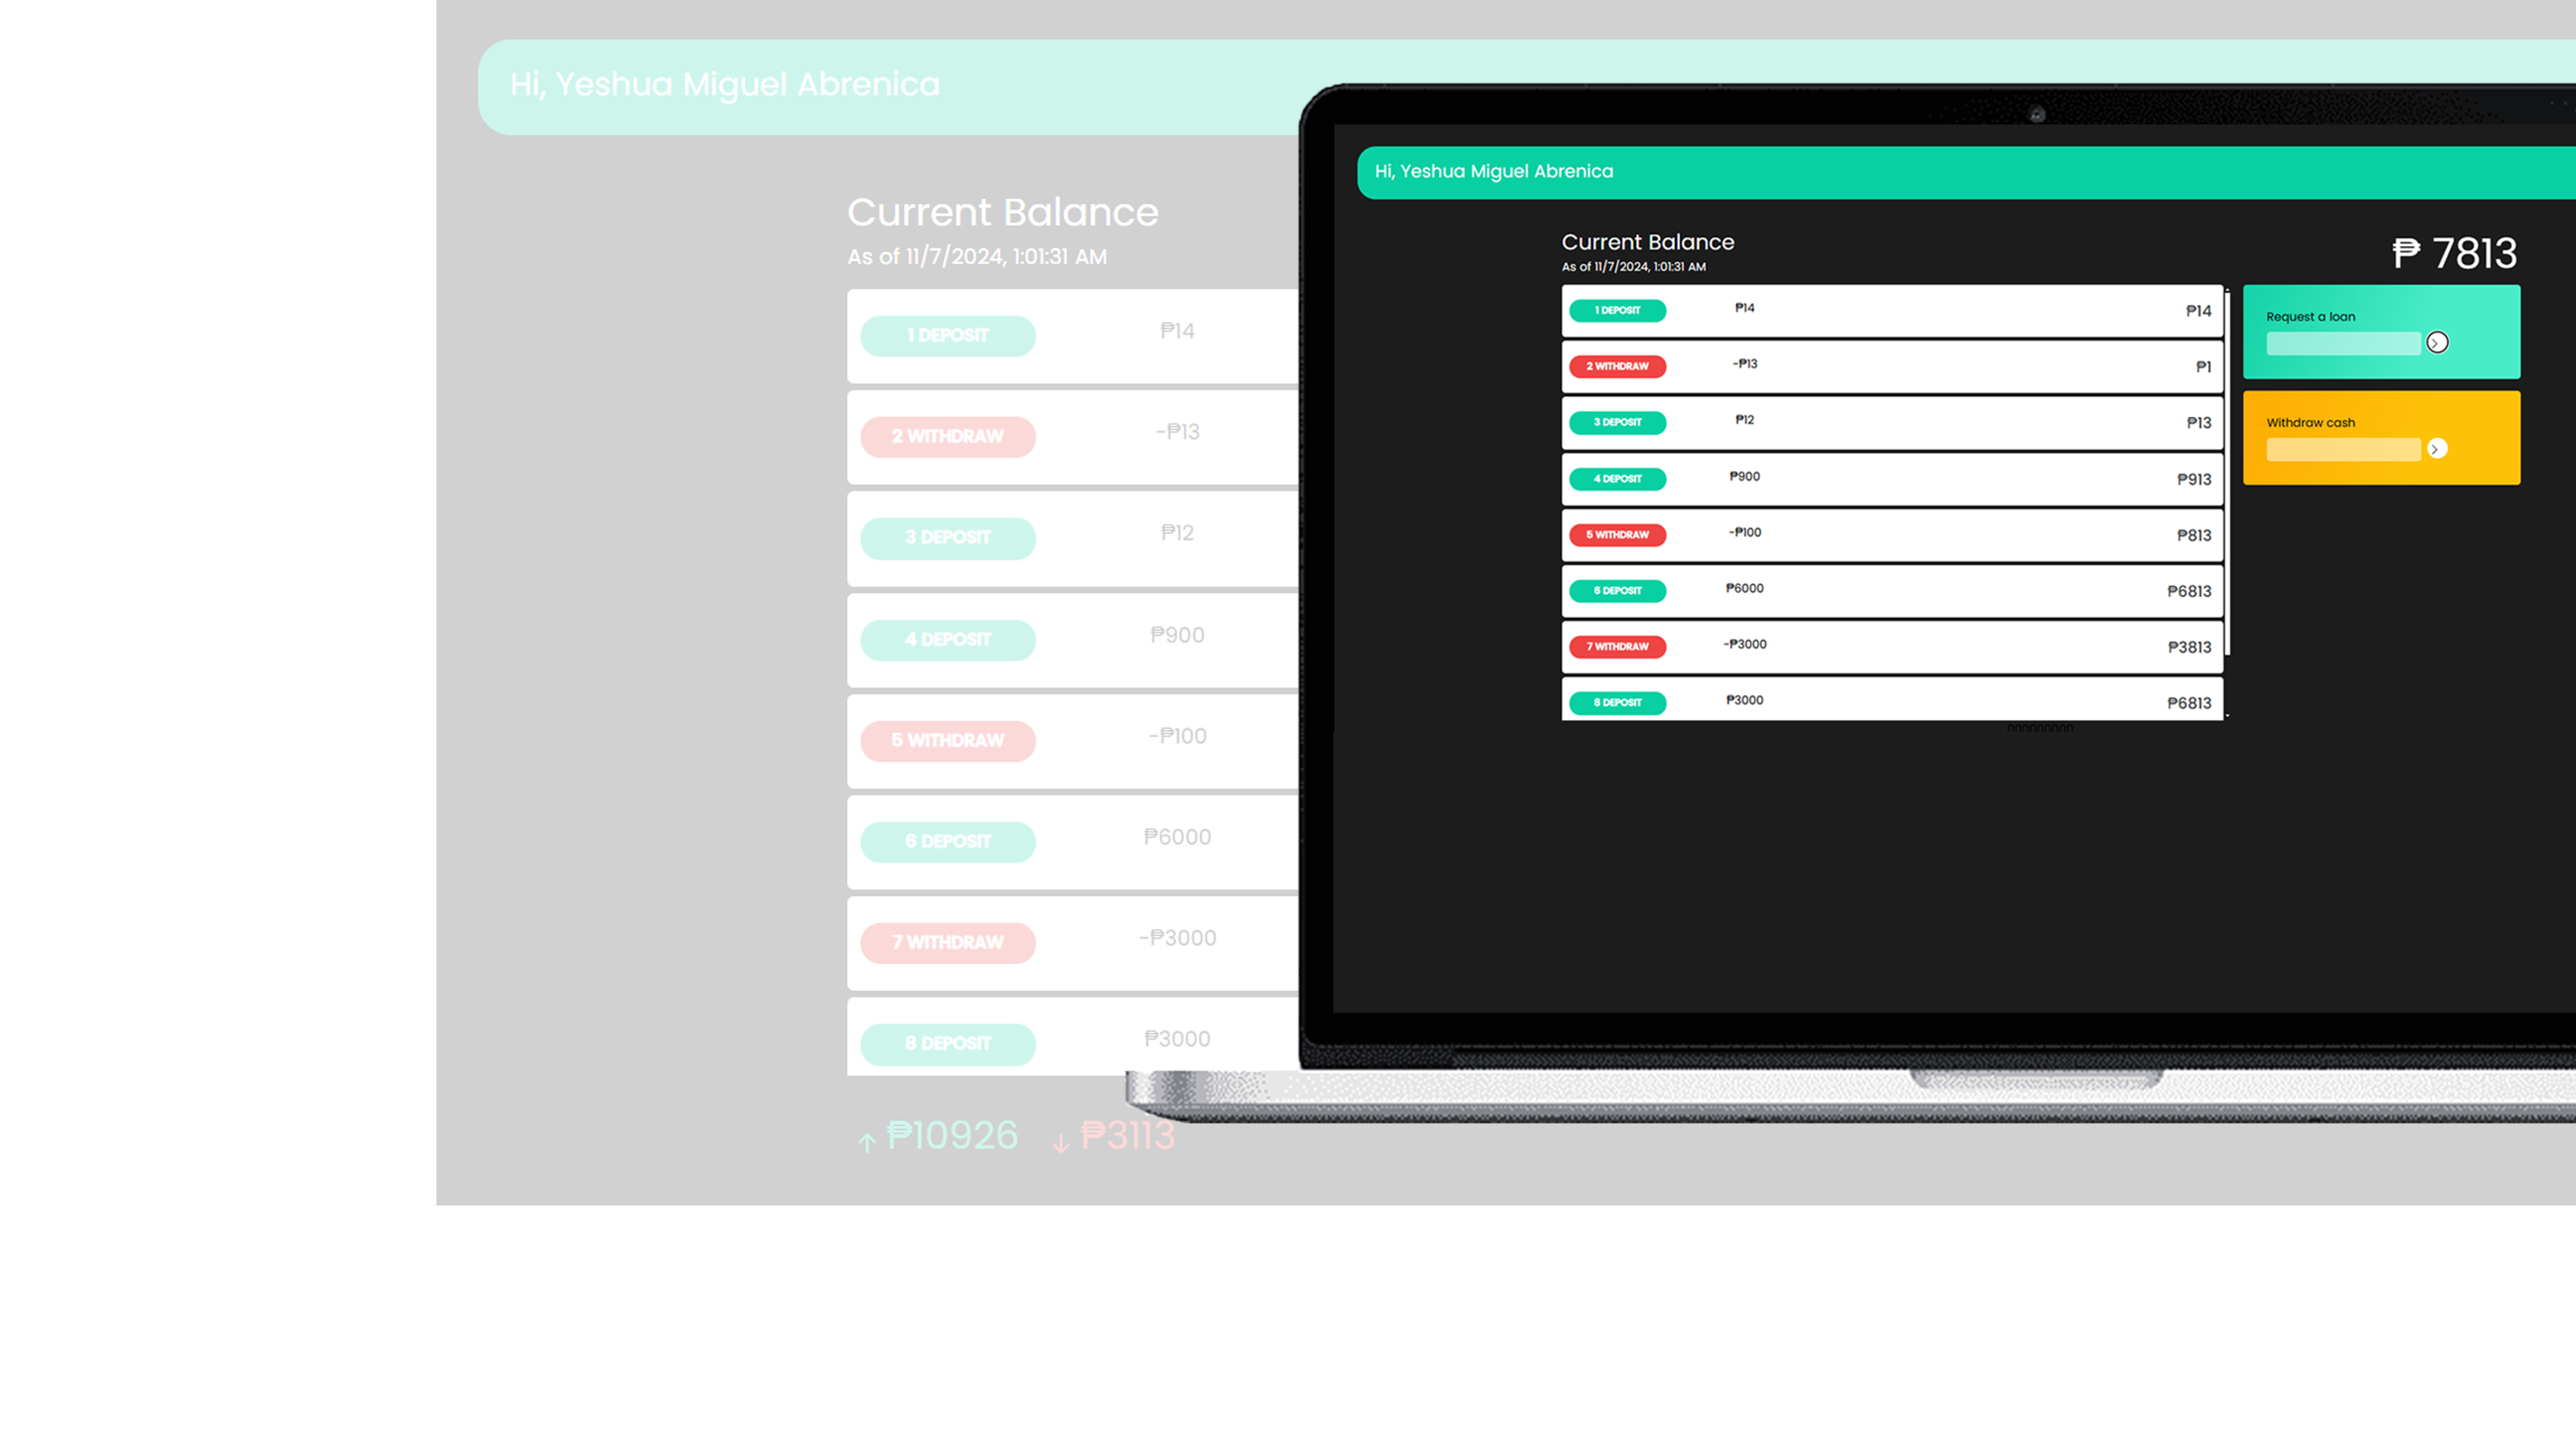 Hi, Yeshua Miguel Abrenica
Current Balance
As of 11/7/2024, 1:01:31 AM
1 DEPOSIT ₱14
2 WITHDRAW -₱13
3 DEPOSIT ₱12
4 DEPOSIT ₱900
5 WITHDRAW -₱100
6 DEPOSIT ₱6000
7 WITHDRAW -₱3000
8 DEPOSIT ₱3000
↑ ₱10926 ↓ ₱3113
Hi, Yeshua Miguel Abrenica
Current Balance
As of 11/7/2024, 1:01:31 AM
₱ 7813
1 DEPOSIT ₱14 ₱14
2 WITHDRAW -₱13 ₱1
3 DEPOSIT ₱12 ₱13
4 DEPOSIT ₱900 ₱913
5 WITHDRAW -₱100 ₱813
6 DEPOSIT ₱6000 ₱6813
7 WITHDRAW -₱3000 ₱3813
8 DEPOSIT ₱3000 ₱6813
Request a loan
Withdraw cash